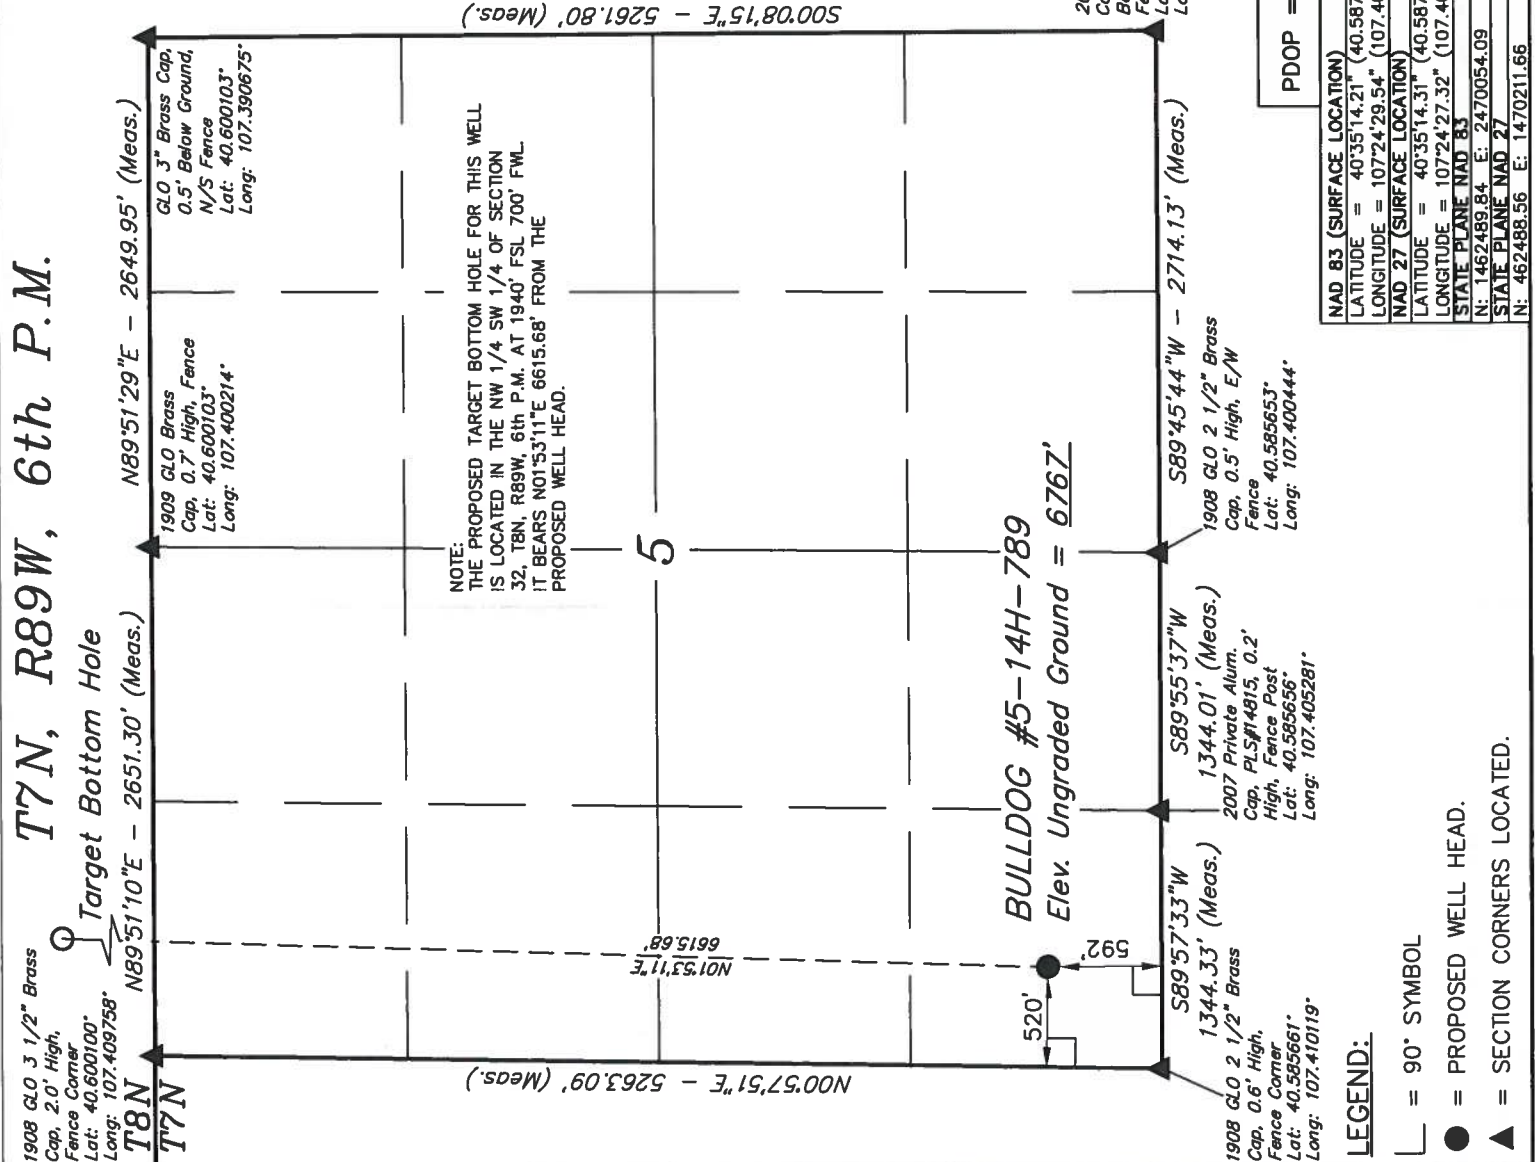 T7N, R89W, 6th P.M.
1908 GLO 3 1/2" Brass
Cap, 2.0' High,
Fence Corner
Lat: 40.600100°
Long: 107.409758°
Target Bottom Hole
N89°51'10"E - 2651.30' (Meas.)
N89°51'29"E - 2649.95' (Meas.)
T8N
T7N
1909 GLO Brass
Cap, 0.7' High, Fence
Lat: 40.600103°
Long: 107.400214°
GLO 3" Brass Cap,
0.5' Below Ground,
N/S Fence
Lat: 40.600103°
Long: 107.390675°
S00°08'15"E - 5261.80' (Meas.)
NOTE:
THE PROPOSED TARGET BOTTOM HOLE FOR THIS WELL
IS LOCATED IN THE NW 1/4 SW 1/4 OF SECTION
32, T8N, R89W, 6th P.M. AT 1940' FSL 700' FWL.
IT BEARS N01°53'11"E 6615.68' FROM THE
PROPOSED WELL HEAD.
5
N01°53'11"E
6615.68'
N00°57'51"E - 5263.09' (Meas.)
BULLDOG #5-14H-789
Elev. Ungraded Ground = 6767'
520'
592'
S89°57'33"W
1344.33' (Meas.)
S89°55'37"W
1344.01' (Meas.)
S89°45'44"W - 2714.13' (Meas.)
1908 GLO 2 1/2" Brass
Cap, 0.6' High,
Fence Corner
Lat: 40.585661°
Long: 107.410119°
2007 Private Alum.
Cap, PLS#14815, 0.2'
High, Fence Post
Lat: 40.585656°
Long: 107.405281°
1908 GLO 2 1/2" Brass
Cap, 0.5' High, E/W
Fence
Lat: 40.585653°
Long: 107.400444°
LEGEND:
= 90° SYMBOL
= PROPOSED WELL HEAD.
= SECTION CORNERS LOCATED.
PDOP =
NAD 83 (SURFACE LOCATION)
LATITUDE = 40°35'14.21" (40.587
LONGITUDE = 107°24'29.54" (107.40
NAD 27 (SURFACE LOCATION)
LATITUDE = 40°35'14.31" (40.587
LONGITUDE = 107°24'27.32" (107.40
STATE PLANE NAD 83
N: 1462489.84 E: 2470054.09
STATE PLANE NAD 27
N: 462488.56 E: 1470211.66